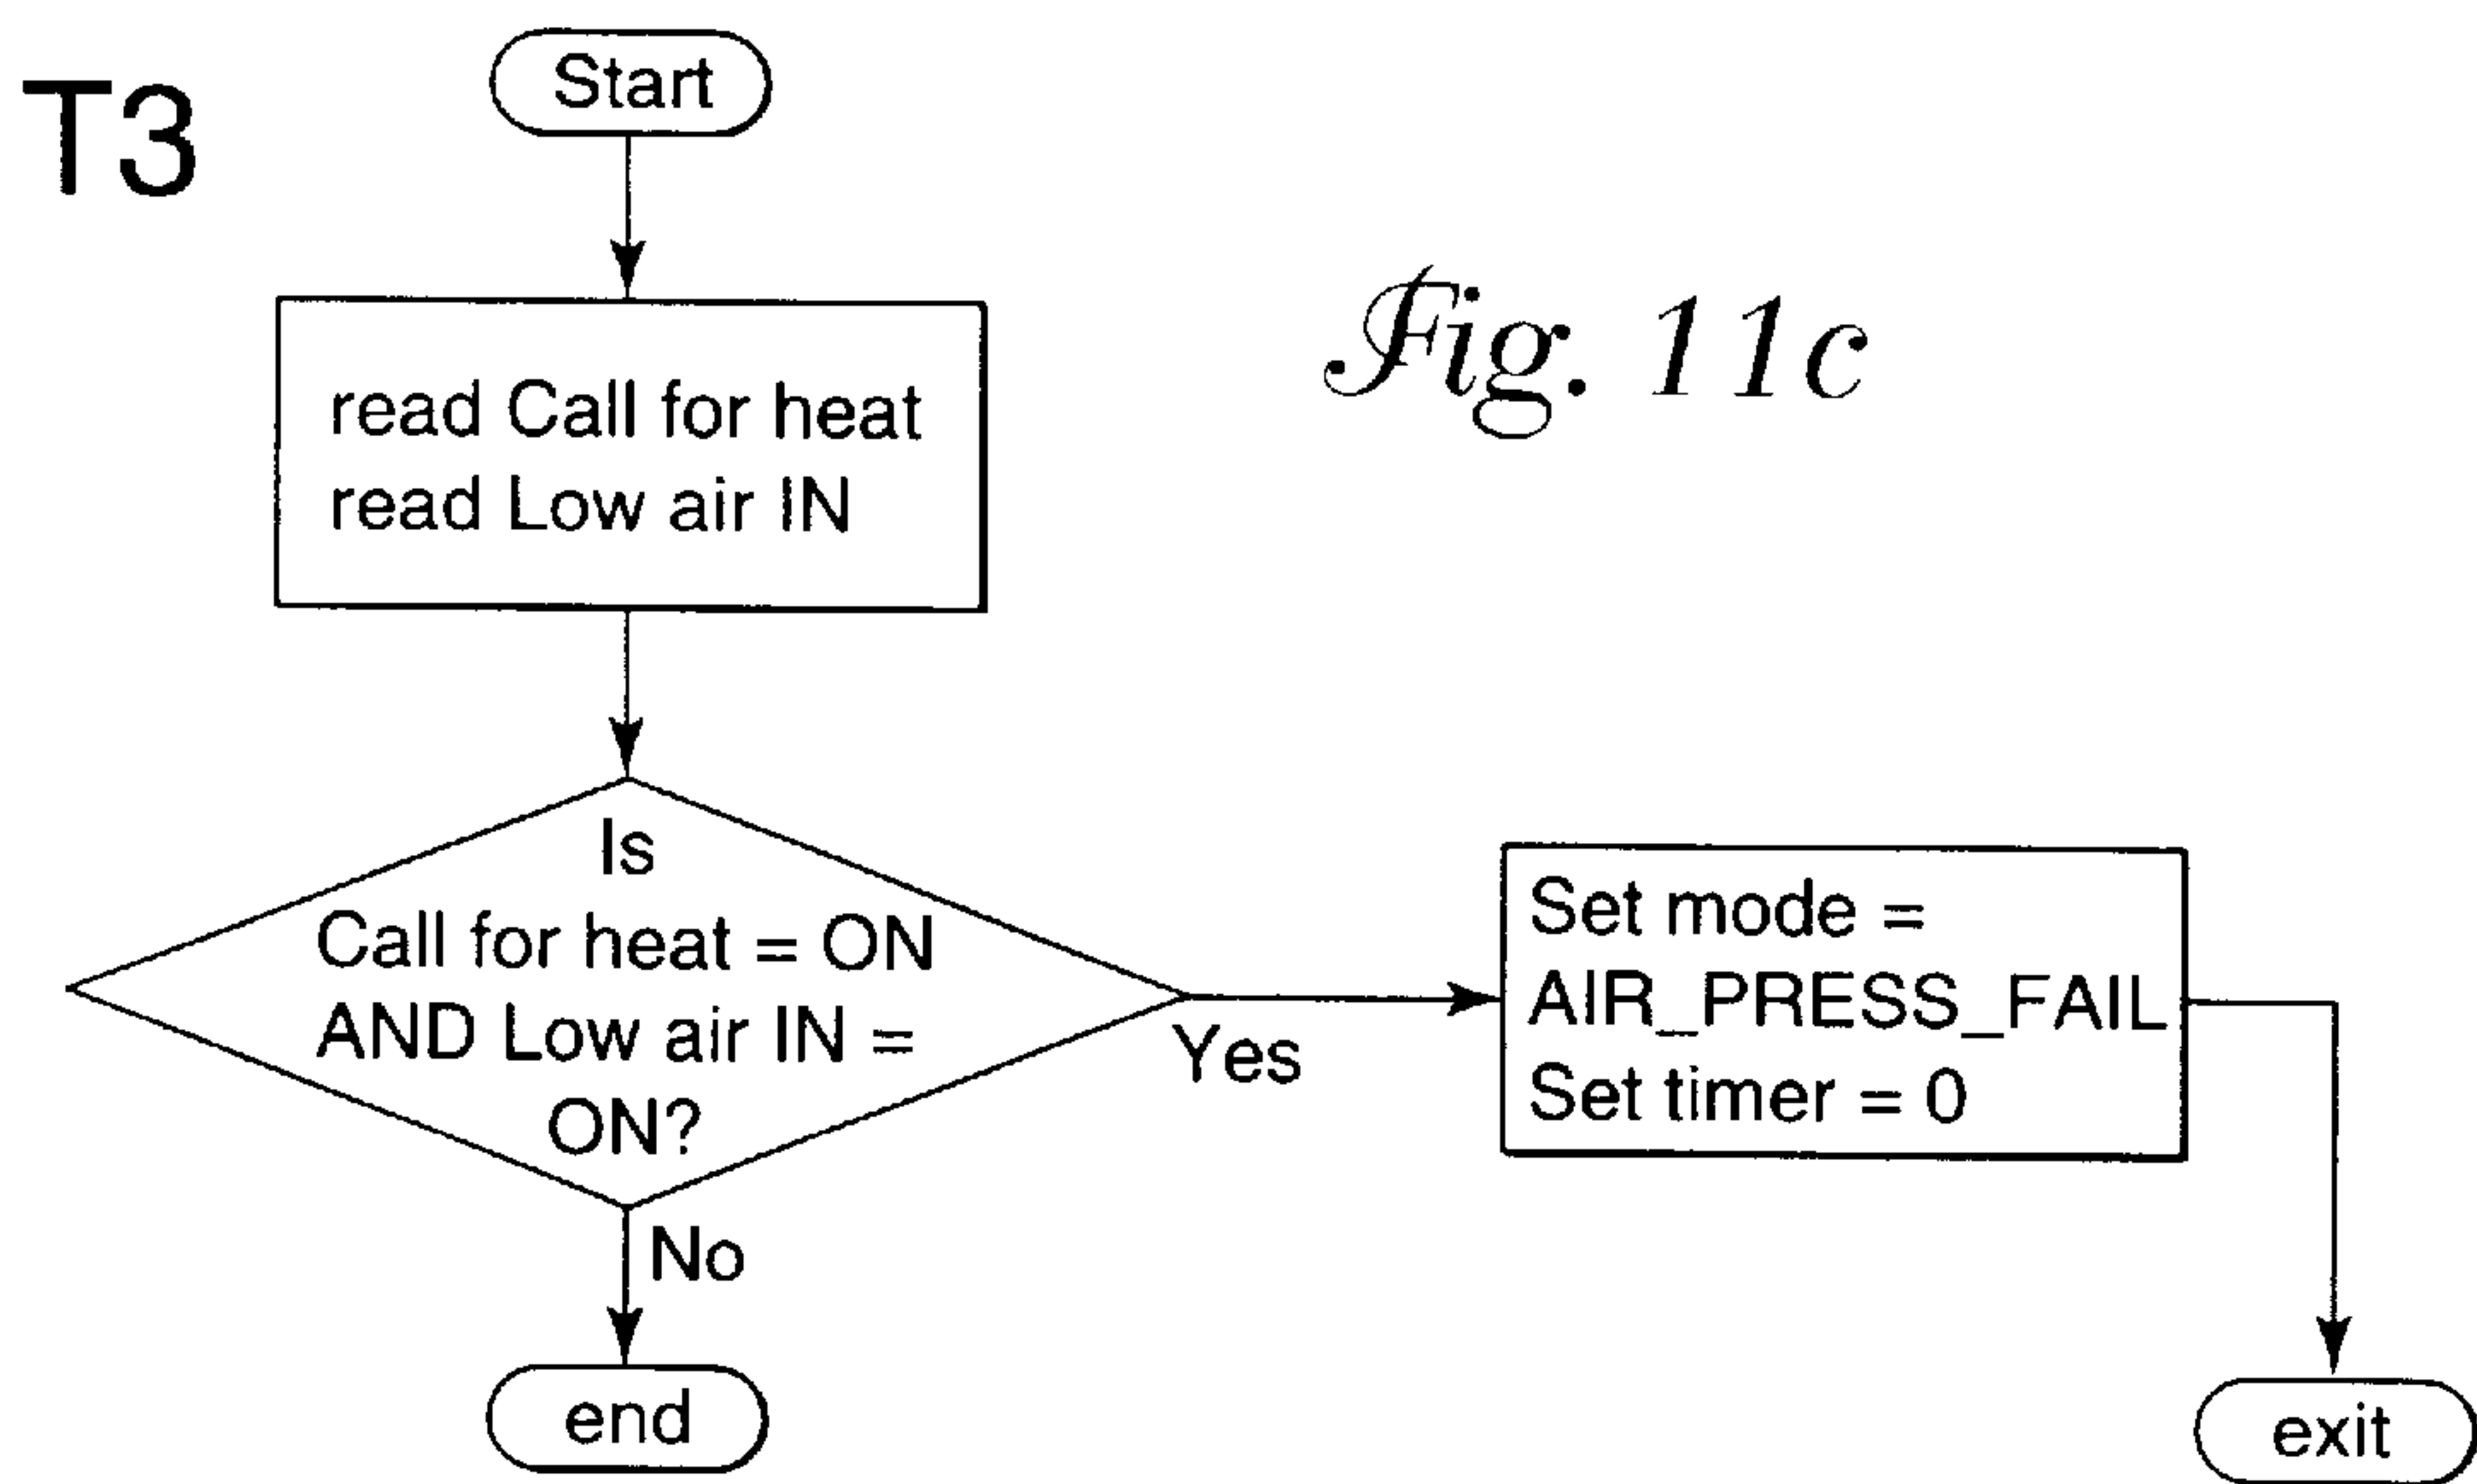 T3
Start
Fig. 11c
read Call for heat
read Low air IN
Is
Call for heat = ON
AND Low air IN =
ON?
Yes
Set mode =
AIR_PRESS_FAIL
Set timer = 0
No
end
exit